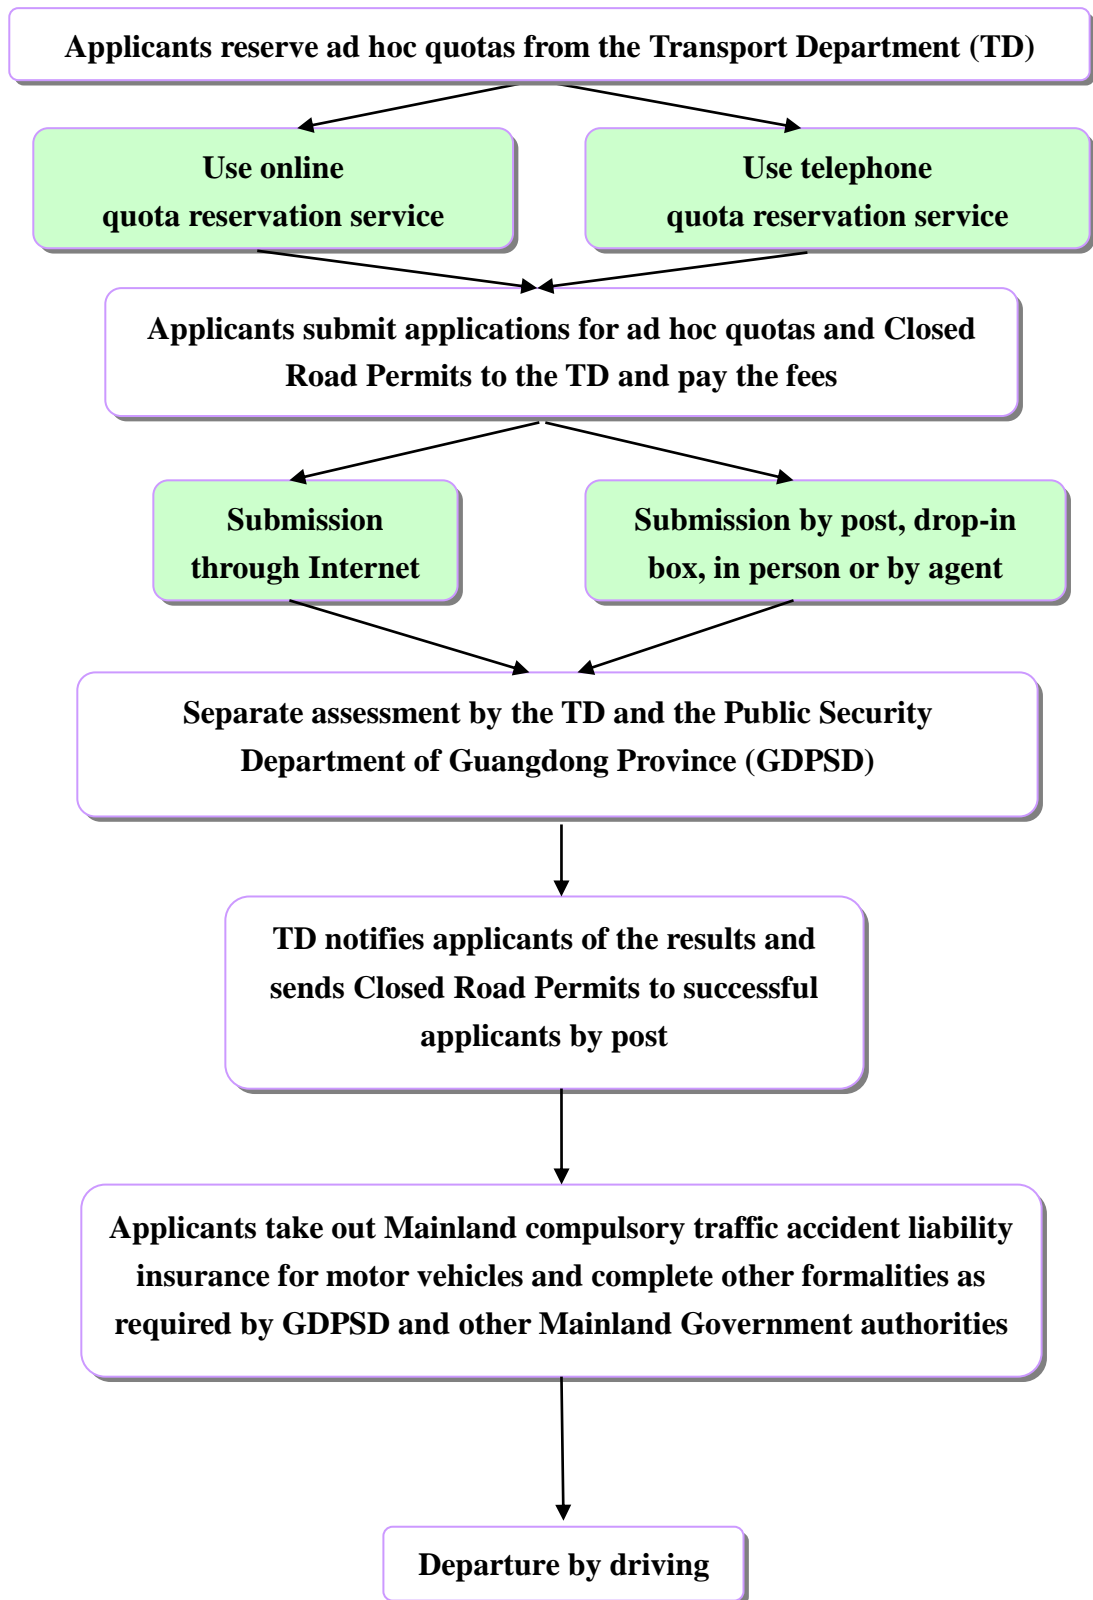 Applicants reserve ad hoc quotas from the Transport Department (TD)
Use online
quota reservation service
Use telephone
quota reservation service
Applicants submit applications for ad hoc quotas and Closed
Road Permits to the TD and pay the fees
Submission
through Internet
Submission by post, drop-in
box, in person or by agent
Separate assessment by the TD and the Public Security
Department of Guangdong Province (GDPSD)
TD notifies applicants of the results and
sends Closed Road Permits to successful
applicants by post
Applicants take out Mainland compulsory traffic accident liability
insurance for motor vehicles and complete other formalities as
required by GDPSD and other Mainland Government authorities
Departure by driving